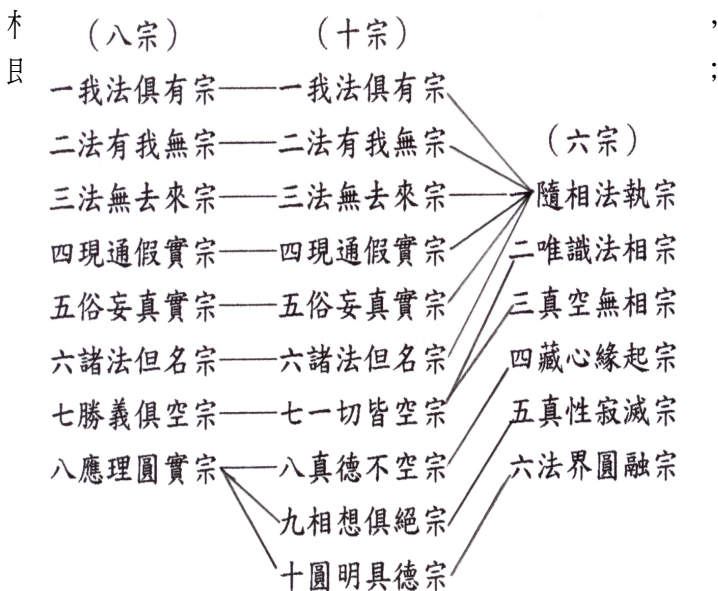 （八宗）
一我法俱有宗
二法有我無宗
三法無去來宗
四現通假實宗
五俗妄真實宗
六諸法但名宗
七勝義俱空宗
八應理圓實宗
（十宗）
一我法俱有宗
二法有我無宗
三法無去來宗
四現通假實宗
五俗妄真實宗
六諸法但名宗
七一切皆空宗
八真德不空宗
九相想俱絕宗
十圓明具德宗
（六宗）
隨相法執宗
二唯識法相宗
三真空無相宗
四藏心緣起宗
五真性寂滅宗
六法界圓融宗
，
；